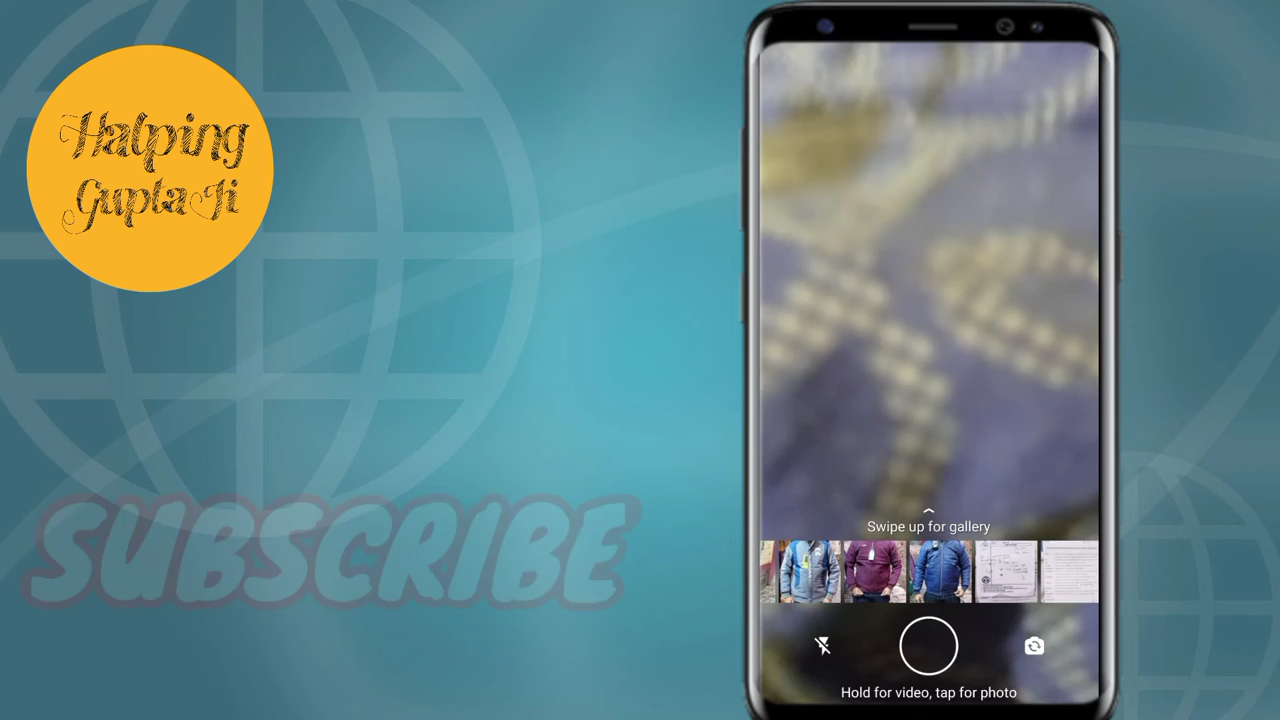 Halping
Gupta Ji
SUBSCRIBE
Swipe up for gallery
Hold for video, tap for photo